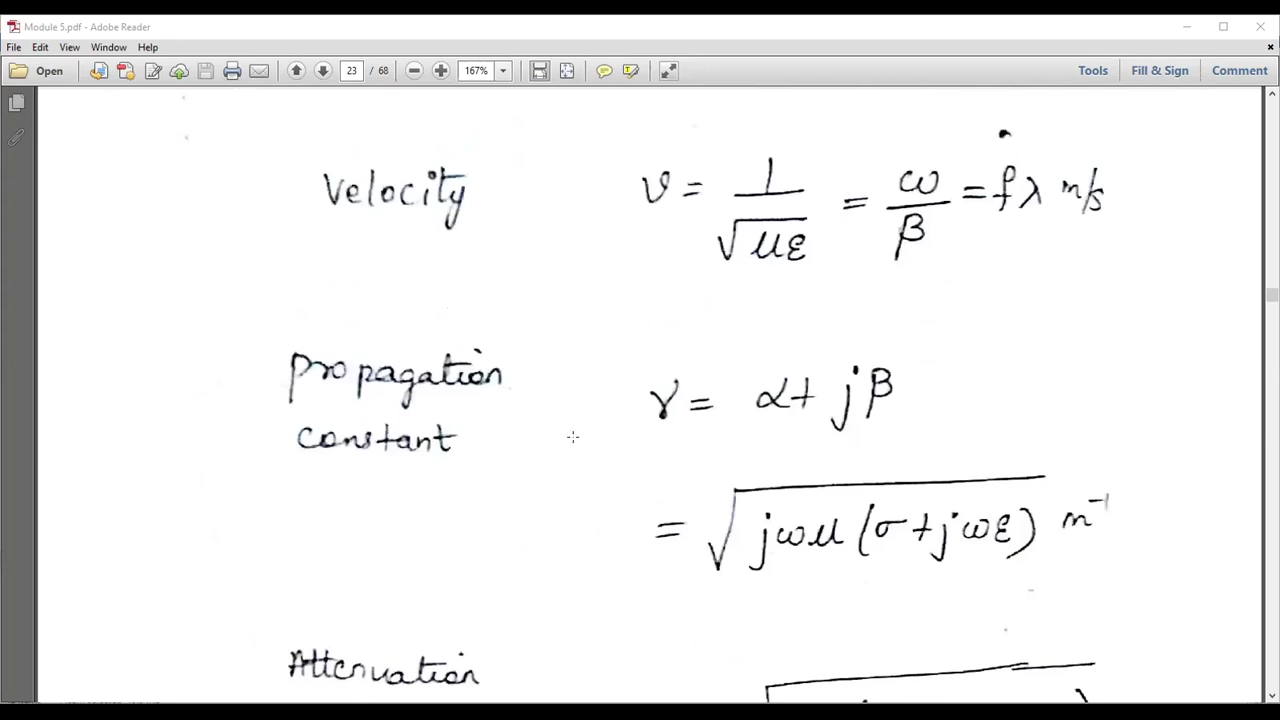 Module 5.pdf - Adobe Reader
File Edit View Window Help
Open 23 / 68 167% Tools Fill & Sign Comment
Velocity v = 1/√με = ω/β = fλ m/s
propagation γ = α + jβ
constant
= √jωμ(σ + jωε) m⁻¹
Attenuation